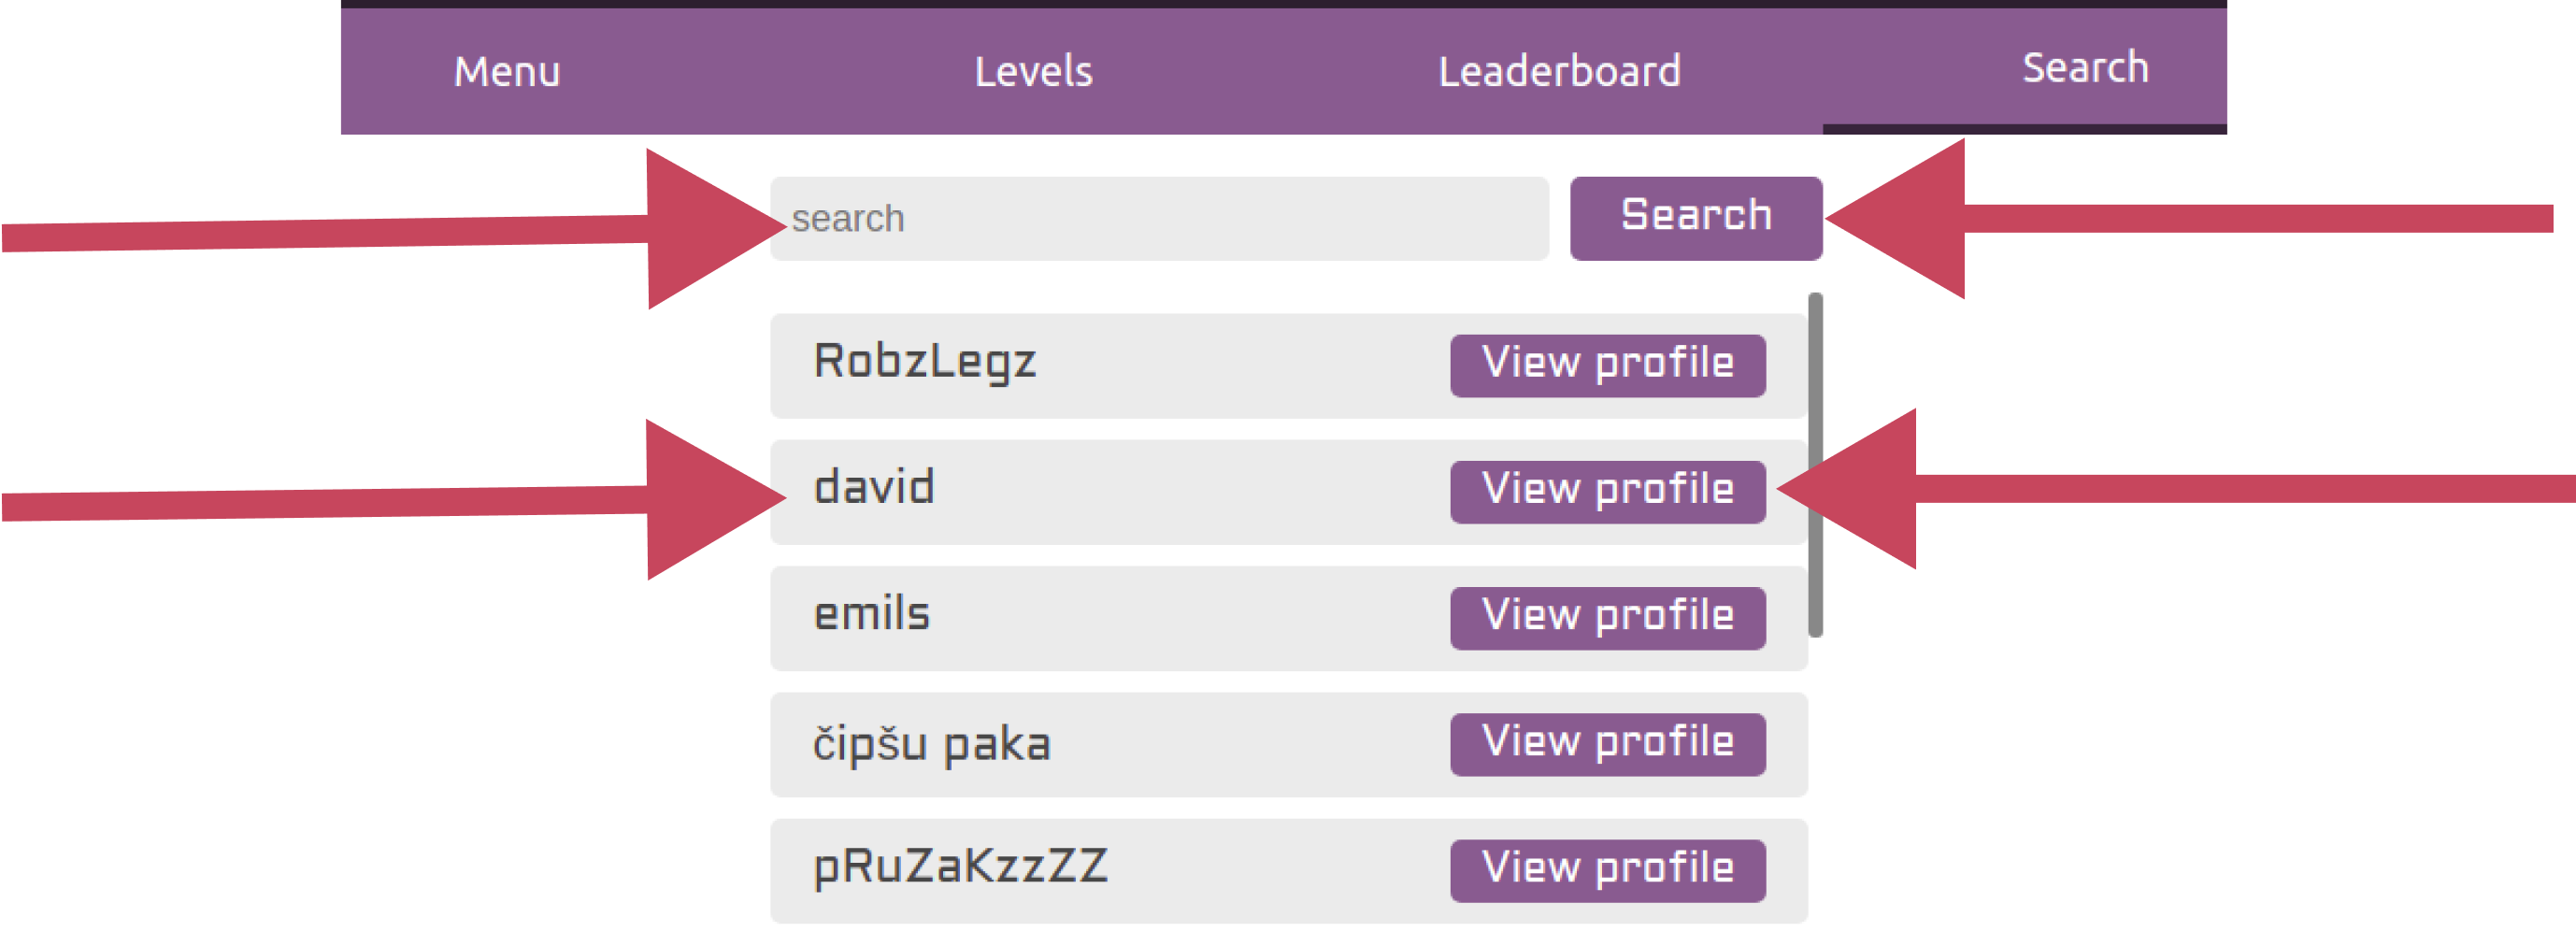 Menu Levels Leaderboard Search
search Search
RobzLegz View profile
david View profile
emils View profile
čipšu paka View profile
pRuZaKzzZZ View profile